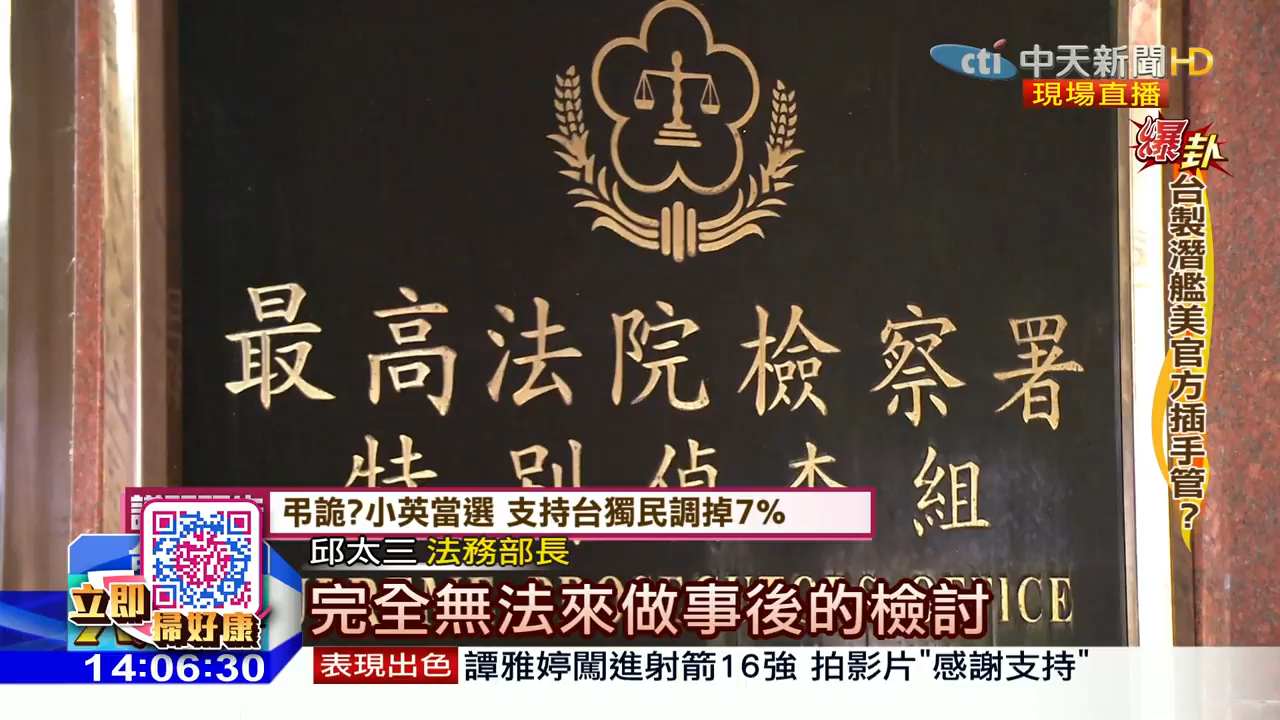 cti 中天新聞HD
現場直播
爆卦
台製潛艦美官方插手管?
最高法院檢察署
特別偵查組
弔詭?小英當選 支持台獨民調掉7%
邱太三 法務部長
完全無法來做事後的檢討
立即
掃好康
14:06:30
表現出色 譚雅婷闖進射箭16強 拍影片"感謝支持"